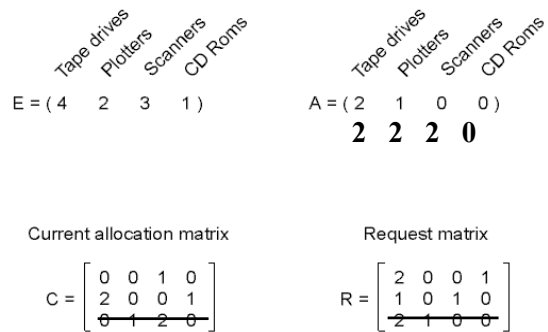 Tape drives Plotters Scanners CD Roms
E = ( 4 2 3 1 )
Tape drives Plotters Scanners CD Roms
A = ( 2 1 0 0 )
2 2 2 0
Current allocation matrix
C =
0 0 1 0
2 0 0 1
0 1 2 0
Request matrix
R =
2 0 0 1
1 0 1 0
2 1 0 0